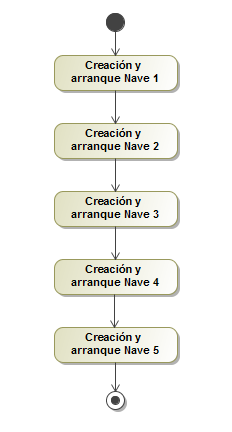 Creación y
arranque Nave 1
Creación y
arranque Nave 2
Creación y
arranque Nave 3
Creación y
arranque Nave 4
Creación y
arranque Nave 5